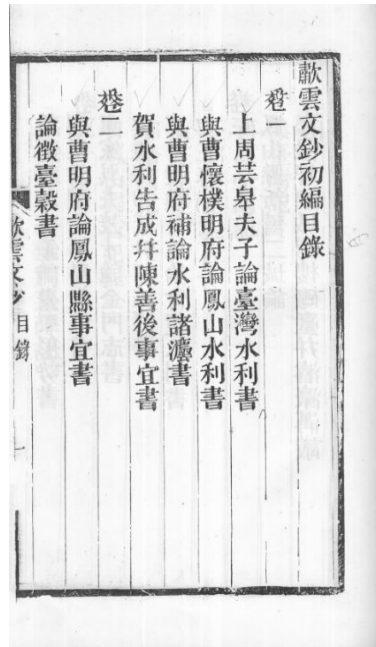 歗雲文鈔初編目錄
卷一
上周芸皋夫子論臺灣水利書
與曹懷樸明府論鳳山水利書
與曹明府補論水利諸灋書
賀水利告成幷陳善後事宜書
卷二
與曹明府論鳳山縣事宜書
論徵臺穀書
歗雲文鈔 目錄 一